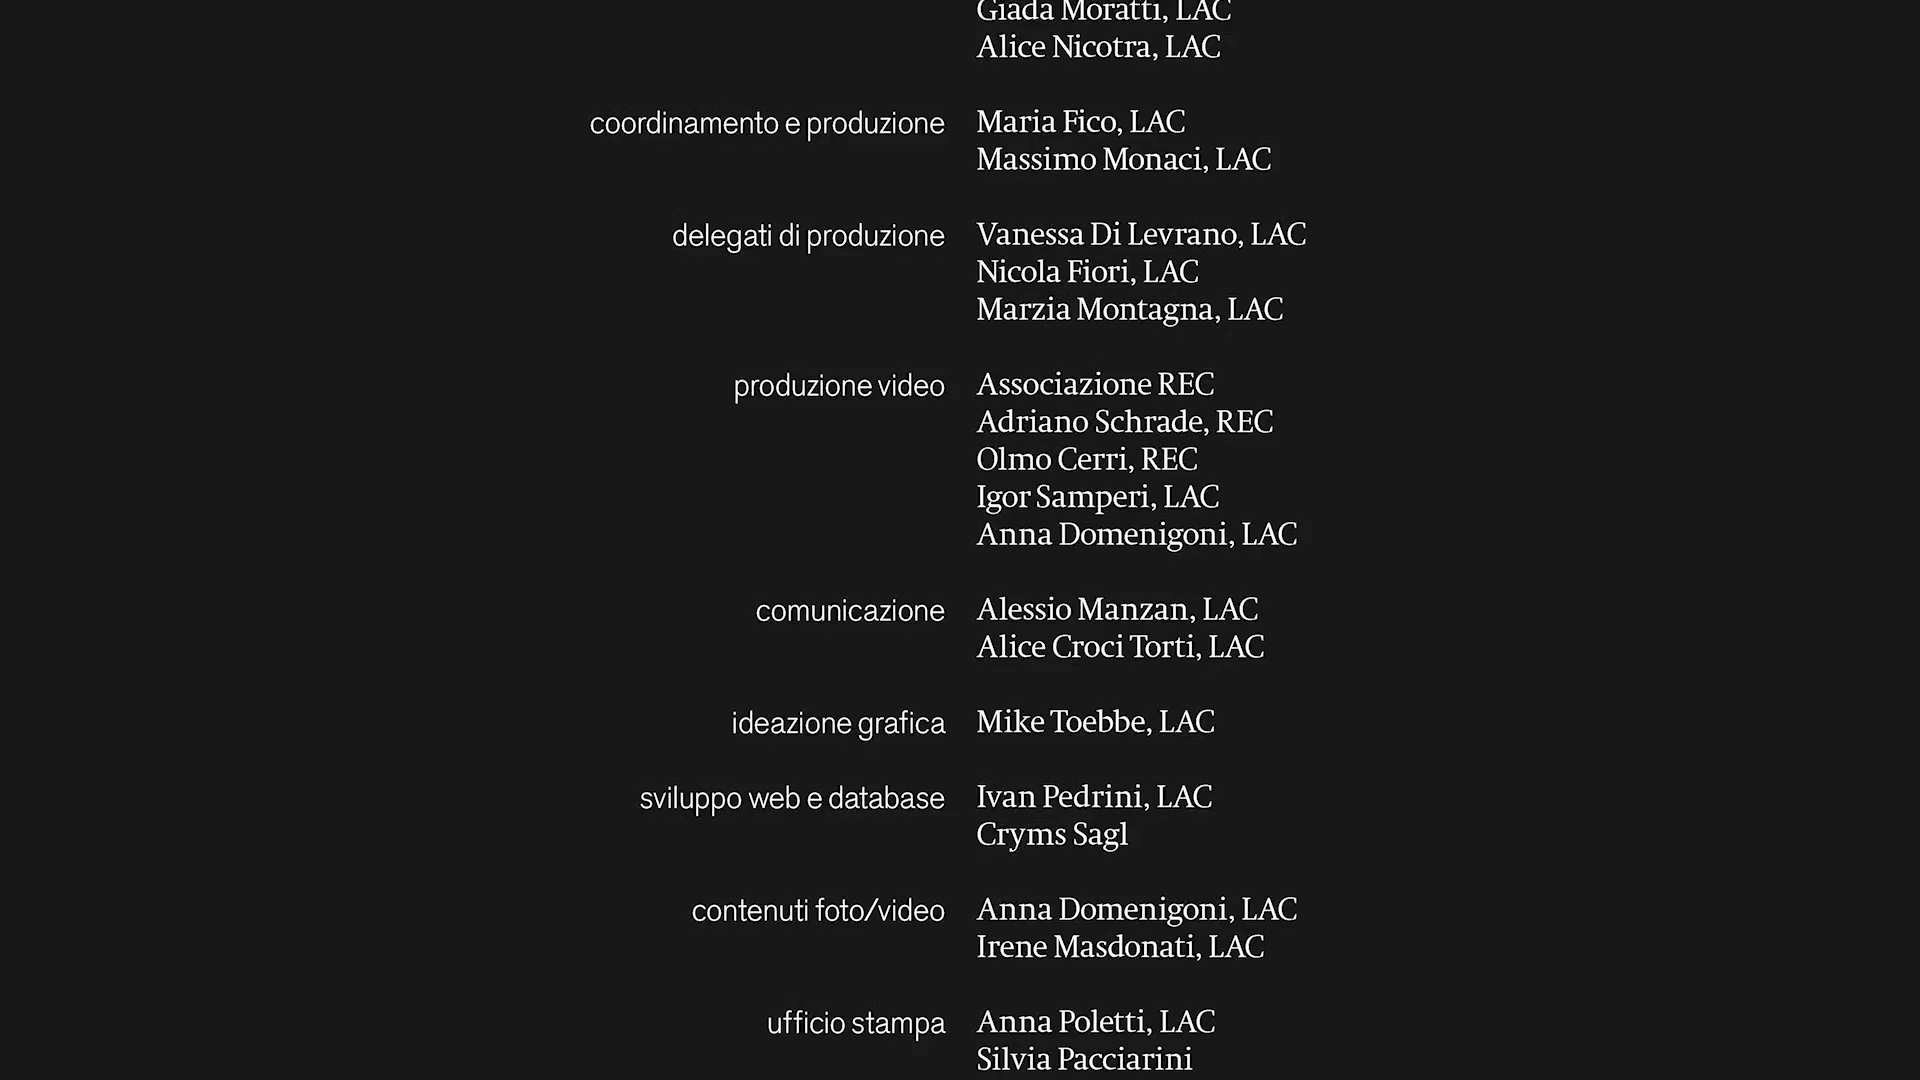 Giada Moratti, LAC
Alice Nicotra, LAC
coordinamento e produzione Maria Fico, LAC
Massimo Monaci, LAC
delegati di produzione Vanessa Di Levrano, LAC
Nicola Fiori, LAC
Marzia Montagna, LAC
produzione video Associazione REC
Adriano Schrade, REC
Olmo Cerri, REC
Igor Samperi, LAC
Anna Domenigoni, LAC
comunicazione Alessio Manzan, LAC
Alice Croci Torti, LAC
ideazione grafica Mike Toebbe, LAC
sviluppo web e database Ivan Pedrini, LAC
Cryms Sagl
contenuti foto/video Anna Domenigoni, LAC
Irene Masdonati, LAC
ufficio stampa Anna Poletti, LAC
Silvia Pacciarini